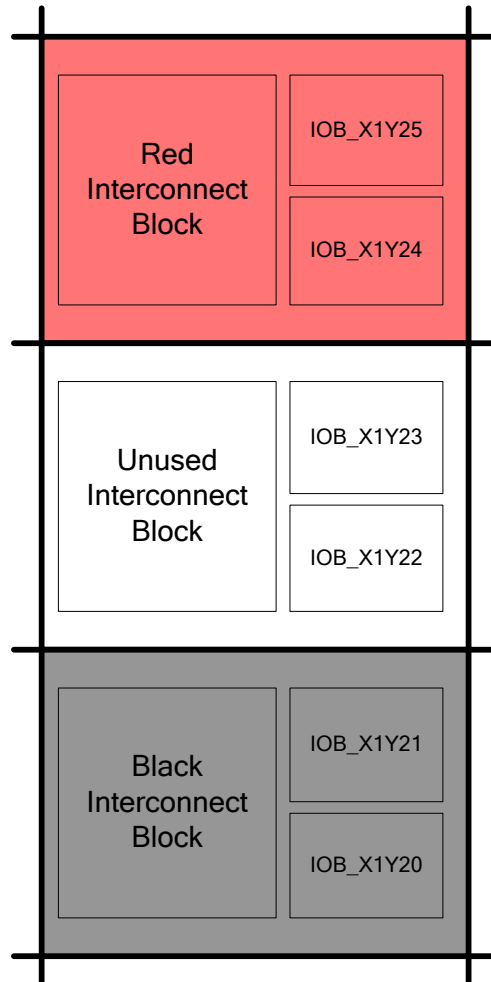 Red
Interconnect
Block
IOB_X1Y25
IOB_X1Y24
Unused
Interconnect
Block
IOB_X1Y23
IOB_X1Y22
Black
Interconnect
Block
IOB_X1Y21
IOB_X1Y20